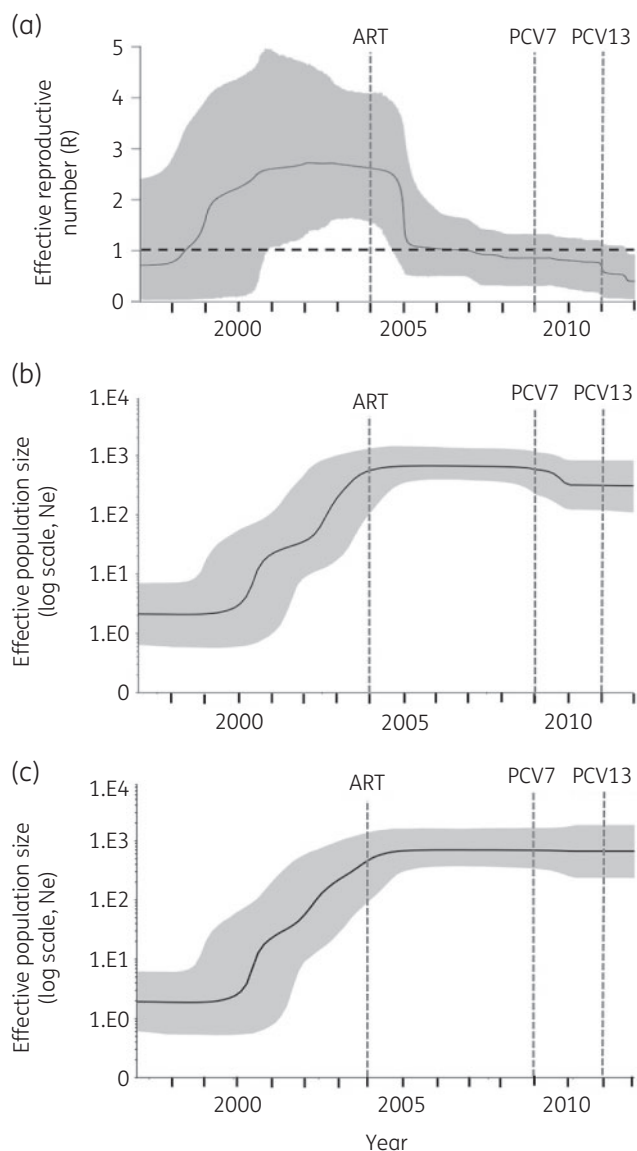 (a)
ART PCV7 PCV13
Effective reproductive
number (R)
5
4
3
2
1
0
2000 2005 2010
(b)
ART PCV7 PCV13
Effective population size
(log scale, Ne)
1.E4
1.E3
1.E2
1.E1
1.E0
0
2000 2005 2010
(c)
ART PCV7 PCV13
Effective population size
(log scale, Ne)
1.E4
1.E3
1.E2
1.E1
1.E0
0
2000 2005 2010
Year